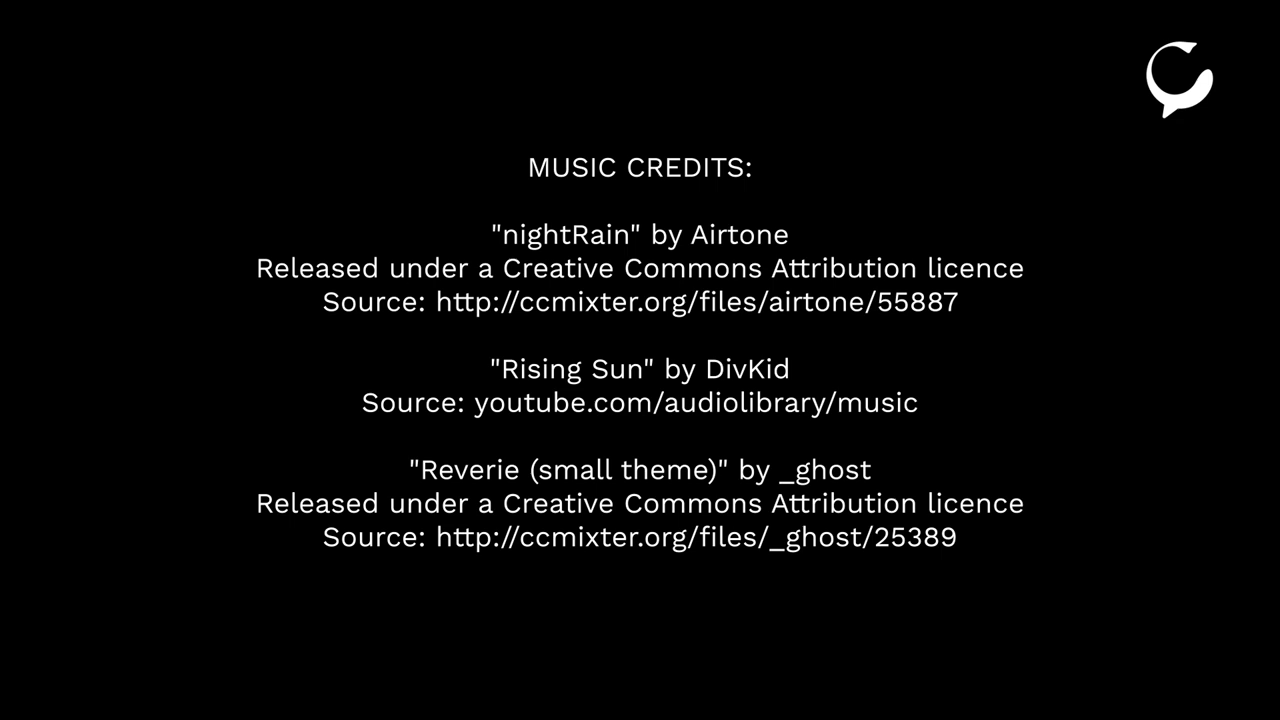 MUSIC CREDITS:
"nightRain" by Airtone
Released under a Creative Commons Attribution licence
Source: http://ccmixter.org/files/airtone/55887
"Rising Sun" by DivKid
Source: youtube.com/audiolibrary/music
"Reverie (small theme)" by _ghost
Released under a Creative Commons Attribution licence
Source: http://ccmixter.org/files/_ghost/25389